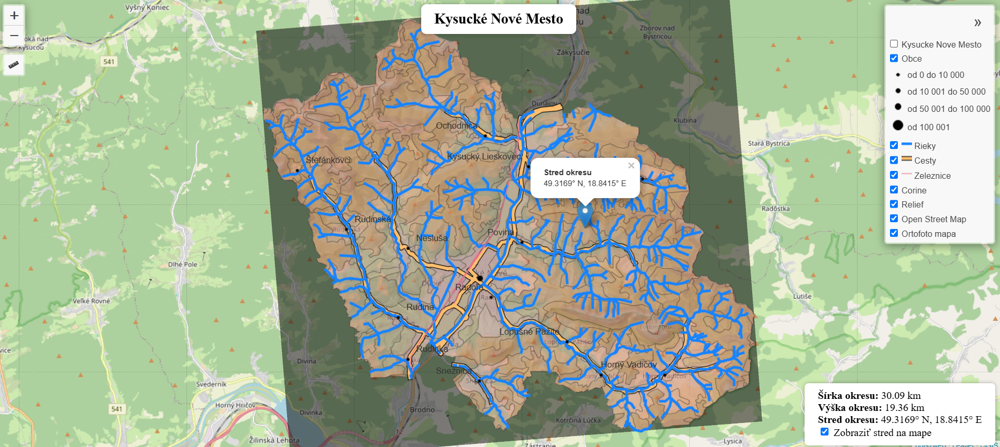 Kysucké Nové Mesto
+
−
Vyšný Koniec
oká nad
Kysucou
541
Zborov nad
Bystricou
Zákysučie
Dunajov
Klubina
Stará Bystrica
Radôstka
Lutiše
Ochodnica
Kysucký Lieskovec
Štefánkovci
Rudinská
Nesluša
Povina
Radoľa
Rudina
Lopušné Pažite
Rudinka
Horný Vadičov
Snežnica
Ladonhora
Dlhé Pole
Veľké Rovné
Divina
Svederník
Horný Hričov
541
Divinka
Brodno
12
Žilinská Lehota
Kotrčiná Lúčka
Zástranie
Lysica
Stred okresu
49.3169° N, 18.8415° E
×
»
Kysucke Nove Mesto
Obce
od 0 do 10 000
od 10 001 do 50 000
od 50 001 do 100 000
od 100 001
Rieky
Cesty
Zeleznice
Corine
Relief
Open Street Map
Ortofoto mapa
Šírka okresu: 30.09 km
Výška okresu: 19.36 km
Stred okresu: 49.3169° N, 18.8415° E
Zobraziť stred na mape